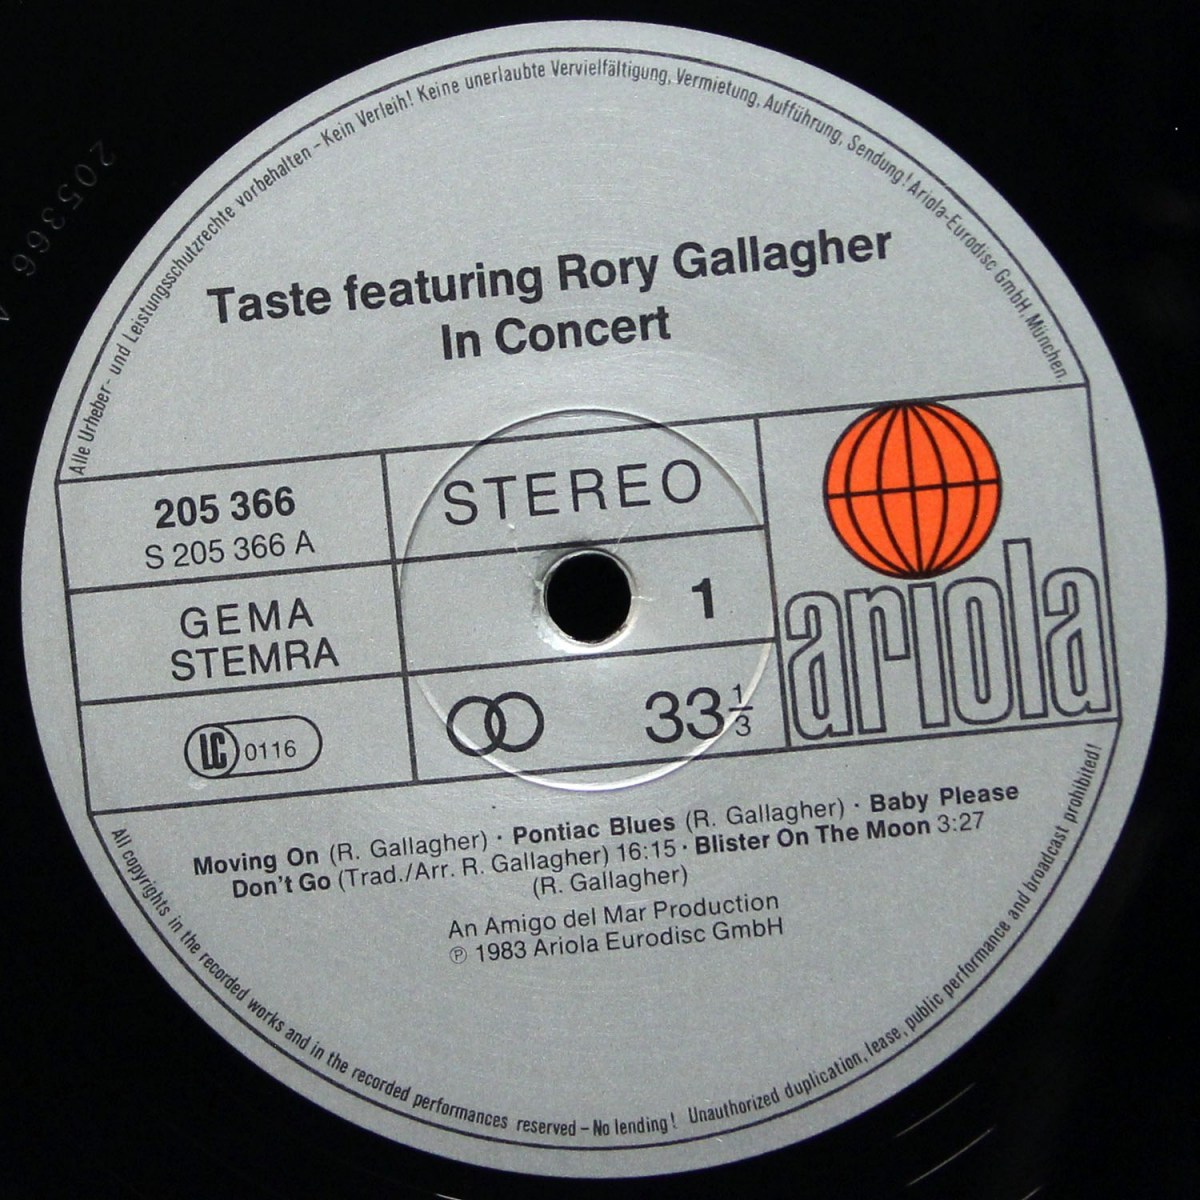 Alle Urheber- und Leistungsschutzrechte vorbehalten – Kein Verleih! Keine unerlaubte Vervielfältigung, Vermietung, Aufführung, Sendung! Ariola-Eurodisc GmbH, München.
205366 A
Taste featuring Rory Gallagher
In Concert
205 366
S 205 366 A
STEREO
GEMA
STEMRA
1
LC 0116
33 1/3
ariola
Moving On (R. Gallagher) · Pontiac Blues (R. Gallagher) · Baby Please
Don't Go (Trad./Arr. R. Gallagher) 16:15 · Blister On The Moon 3:27
(R. Gallagher)
An Amigo del Mar Production
℗ 1983 Ariola Eurodisc GmbH
All copyrights in the recorded works and in the recorded performances reserved – No lending! Unauthorized duplication, lease, public performance and broadcast prohibited!